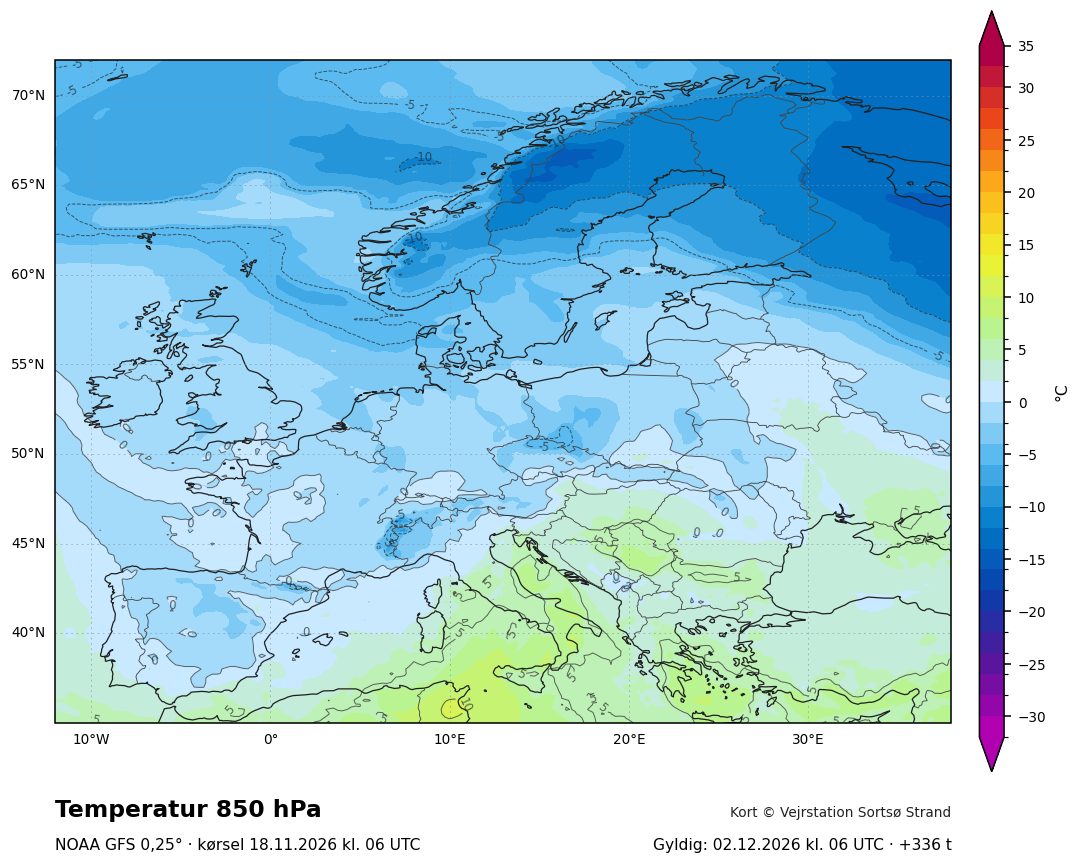 35
30
25
20
15
10
5
0
−5
−10
−15
−20
−25
−30
°C
70°N
65°N
60°N
55°N
50°N
45°N
40°N
10°W
0°
10°E
20°E
30°E
Temperatur 850 hPa
Kort © Vejrstation Sortsø Strand
NOAA GFS 0,25° · kørsel 18.11.2026 kl. 06 UTC
Gyldig: 02.12.2026 kl. 06 UTC · +336 t